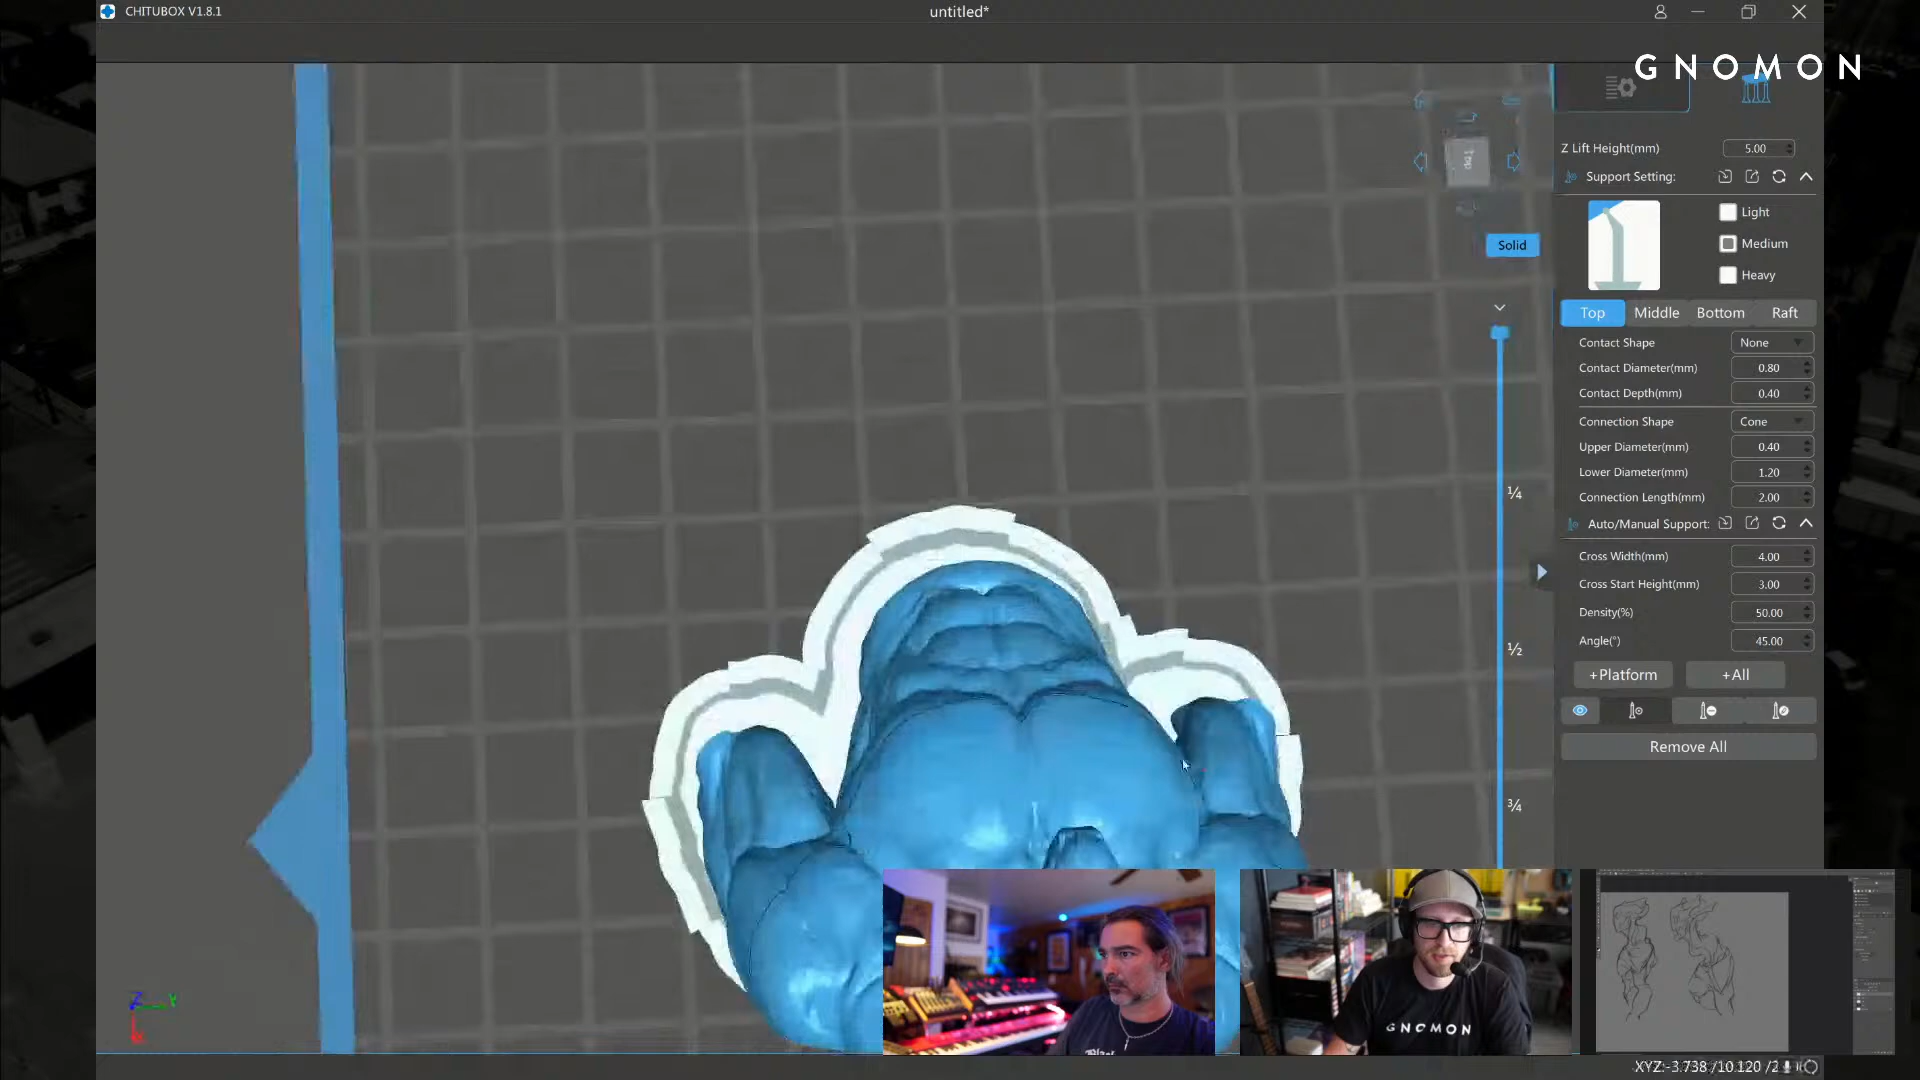 CHITUBOX V1.8.1
untitled*
GNOMON
Z Lift Height(mm)
5.00
Support Setting:
Light
Medium
Heavy
Top
Solid
Top Middle Bottom Raft
Contact Shape None
Contact Diameter(mm) 0.80
Contact Depth(mm) 0.40
Connection Shape Cone
Upper Diameter(mm) 0.40
Lower Diameter(mm) 1.20
Connection Length(mm) 2.00
Auto/Manual Support:
Cross Width(mm) 4.00
Cross Start Height(mm) 3.00
Density(%) 50.00
Angle(°) 45.00
+Platform +All
Remove All
¼
½
¾
Z Y
X
GNOMON
XYZ:-3.738 /10.120 /2